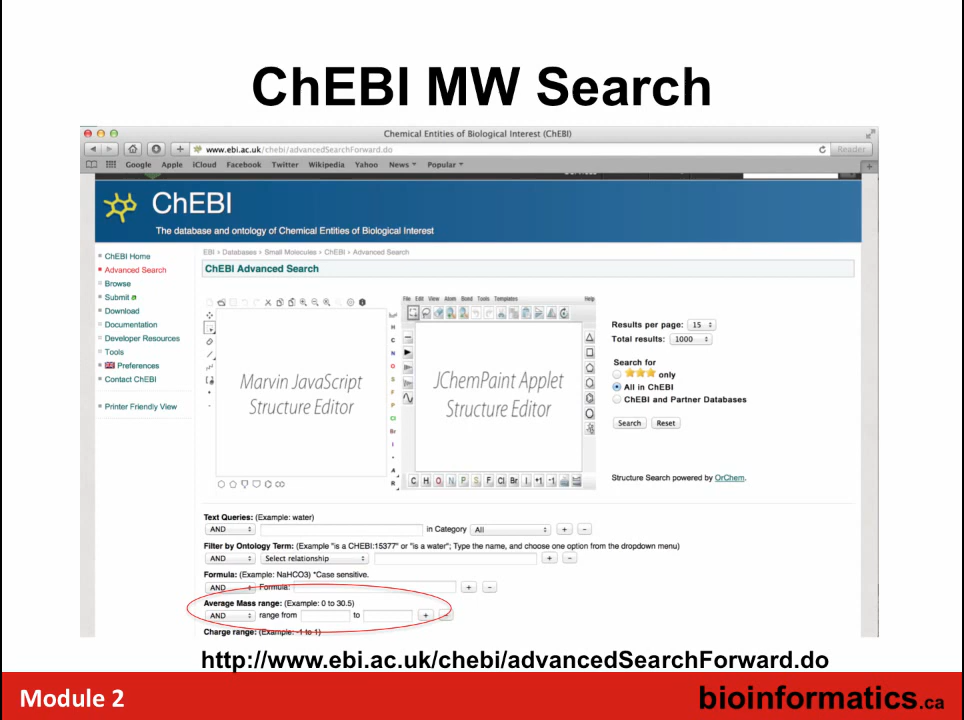 ChEBI MW Search
Chemical Entities of Biological Interest (ChEBI)
www.ebi.ac.uk/chebi/advancedSearchForward.do
Reader
Google Apple iCloud Facebook Twitter Wikipedia Yahoo News Popular
ChEBI
The database and ontology of Chemical Entities of Biological Interest
ChEBI Home
Advanced Search
Browse
Submit
Download
Documentation
Developer Resources
Tools
Preferences
Contact ChEBI
Printer Friendly View
EBI › Databases › Small Molecules › ChEBI › Advanced Search
ChEBI Advanced Search
H
C
N
O
S
F
P
Cl
Br
I
A
R
Marvin JavaScript
Structure Editor
File Edit View Atom Bond Tools Templates Help
JChemPaint Applet
Structure Editor
C H O N P S F Cl Br I +1 -1
Results per page: 15
Total results: 1000
Search for
only
All in ChEBI
ChEBI and Partner Databases
Search Reset
Structure Search powered by OrChem.
Text Queries: (Example: water)
AND in Category All + -
Filter by Ontology Term: (Example "is a CHEBI:15377" or "is a water"; Type the name, and choose one option from the dropdown menu)
AND Select relationship + -
Formula: (Example: NaHCO3) *Case sensitive.
AND Formula: + -
Average Mass range: (Example: 0 to 30.5)
AND range from to + -
Charge range: (Example: -1 to 1)
http://www.ebi.ac.uk/chebi/advancedSearchForward.do
Module 2
bioinformatics.ca